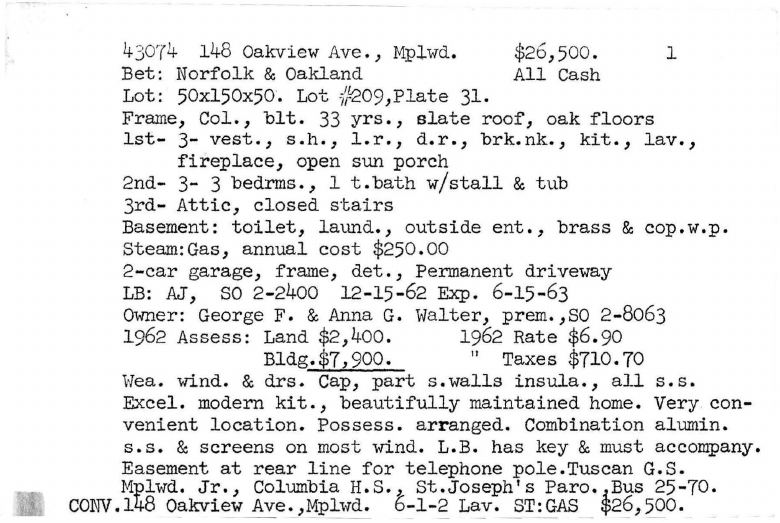 43074 148 Oakview Ave., Mplwd. $26,500. 1
Bet: Norfolk & Oakland All Cash
Lot: 50x150x50. Lot #209,Plate 31.
Frame, Col., blt. 33 yrs., slate roof, oak floors
1st- 3- vest., s.h., l.r., d.r., brk.nk., kit., lav.,
fireplace, open sun porch
2nd- 3- 3 bedrms., 1 t.bath w/stall & tub
3rd- Attic, closed stairs
Basement: toilet, laund., outside ent., brass & cop.w.p.
Steam:Gas, annual cost $250.00
2-car garage, frame, det., Permanent driveway
LB: AJ, SO 2-2400 12-15-62 Exp. 6-15-63
Owner: George F. & Anna G. Walter, prem.,SO 2-8063
1962 Assess: Land $2,400. 1962 Rate $6.90
Bldg.$7,900. " Taxes $710.70
Wea. wind. & drs. Cap, part s.walls insula., all s.s.
Excel. modern kit., beautifully maintained home. Very con-
venient location. Possess. arranged. Combination alumin.
s.s. & screens on most wind. L.B. has key & must accompany.
Easement at rear line for telephone pole.Tuscan G.S.
Mplwd. Jr., Columbia H.S., St.Joseph's Paro.,Bus 25-70.
CONV.148 Oakview Ave.,Mplwd. 6-1-2 Lav. ST:GAS $26,500.